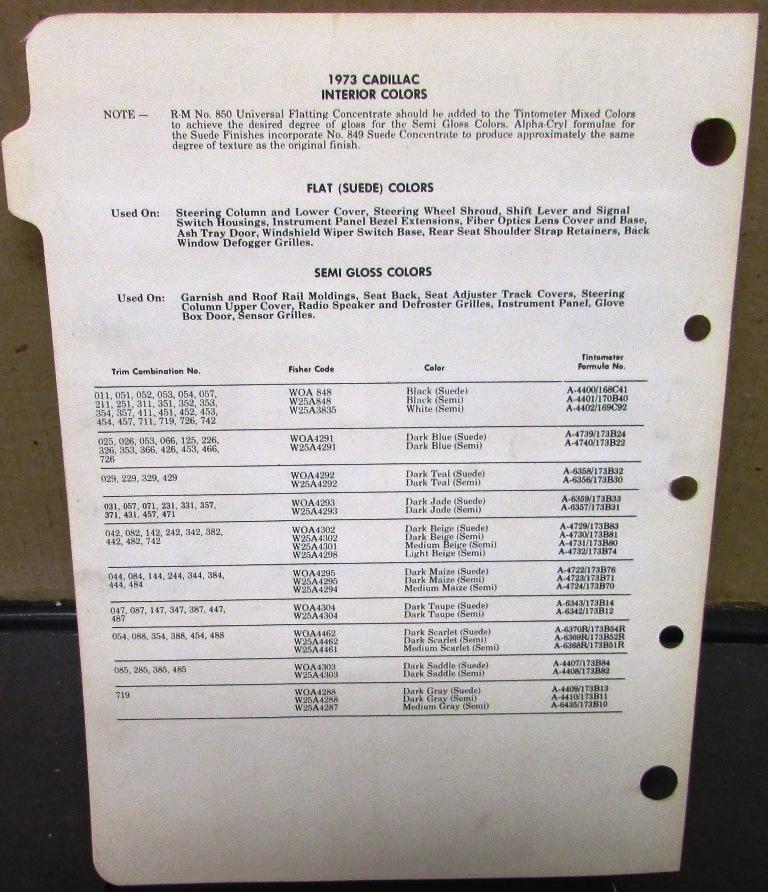 1973 CADILLAC
INTERIOR COLORS
NOTE — R-M No. 850 Universal Flatting Concentrate should be added to the Tintometer Mixed Colors
to achieve the desired degree of gloss for the Semi Gloss Colors. Alpha-Cryl formulae for
the Suede Finishes incorporate No. 849 Suede Concentrate to produce approximately the same
degree of texture as the original finish.
FLAT (SUEDE) COLORS
Used On: Steering Column and Lower Cover, Steering Wheel Shroud, Shift Lever and Signal
Switch Housings, Instrument Panel Bezel Extensions, Fiber Optics Lens Cover and Base,
Ash Tray Door, Windshield Wiper Switch Base, Rear Seat Shoulder Strap Retainers, Back
Window Defogger Grilles.
SEMI GLOSS COLORS
Used On: Garnish and Roof Rail Moldings, Seat Back, Seat Adjuster Track Covers, Steering
Column Upper Cover, Radio Speaker and Defroster Grilles, Instrument Panel, Glove
Box Door, Sensor Grilles.
Tintometer
Trim Combination No. Fisher Code Color Formula No.
011, 051, 052, 053, 054, 057, WOA 848 Black (Suede) A-4400/168C41
211, 251, 311, 351, 352, 353, W25A848 Black (Semi) A-4401/170B40
354, 357, 411, 451, 452, 453, W25A3835 White (Semi) A-4402/169C92
454, 457, 711, 719, 726, 742
025, 026, 053, 066, 125, 226, WOA4291 Dark Blue (Suede) A-4739/173B24
326, 353, 366, 426, 453, 466, W25A4291 Dark Blue (Semi) A-4740/173B22
726
029, 229, 329, 429 WOA4292 Dark Teal (Suede) A-6358/173B32
W25A4292 Dark Teal (Semi) A-6356/173B30
031, 057, 071, 231, 331, 357, WOA4293 Dark Jade (Suede) A-6359/173B33
371, 431, 457, 471 W25A4293 Dark Jade (Semi) A-6357/173B31
042, 082, 142, 242, 342, 382, WOA4302 Dark Beige (Suede) A-4729/173B83
442, 482, 742 W25A4302 Dark Beige (Semi) A-4730/173B81
W25A4301 Medium Beige (Semi) A-4731/173B80
W25A4298 Light Beige (Semi) A-4732/173B74
044, 084, 144, 244, 344, 384, WOA4295 Dark Maize (Suede) A-4722/173B76
444, 484 W25A4295 Dark Maize (Semi) A-4723/173B71
W25A4294 Medium Maize (Semi) A-4724/173B70
047, 087, 147, 347, 387, 447, WOA4304 Dark Taupe (Suede) A-6343/173B14
487 W25A4304 Dark Taupe (Semi) A-6342/173B12
054, 088, 354, 388, 454, 488 WOA4462 Dark Scarlet (Suede) A-6370R/173B54R
W25A4462 Dark Scarlet (Semi) A-6369R/173B52R
W25A4461 Medium Scarlet (Semi) A-6368R/173B51R
085, 285, 385, 485 WOA4303 Dark Saddle (Suede) A-4407/173B84
W25A4303 Dark Saddle (Semi) A-4408/173B82
719 WOA4288 Dark Gray (Suede) A-4409/173B13
W25A4288 Dark Gray (Semi) A-4410/173B11
W25A4287 Medium Gray (Semi) A-6435/173B10